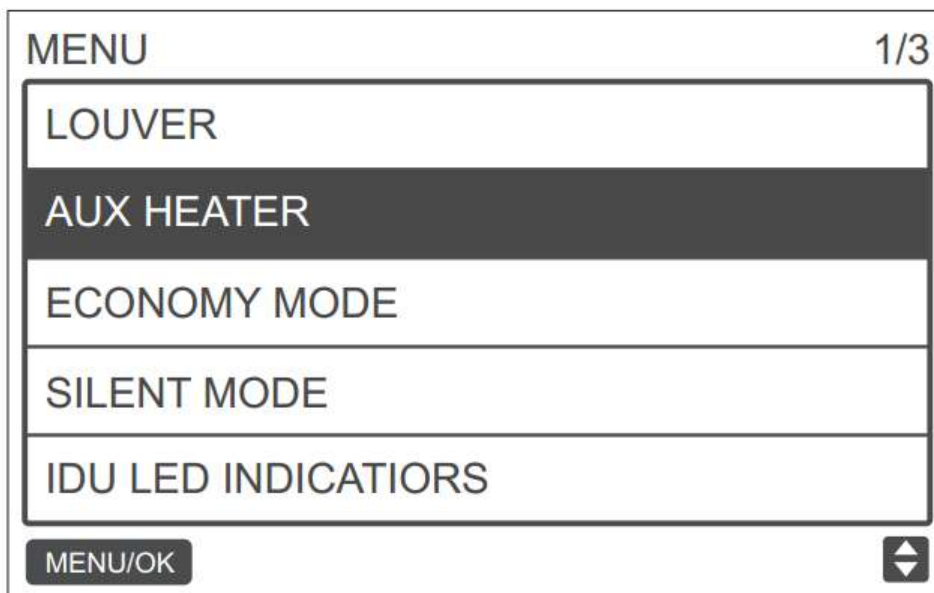 MENU 1/3
LOUVER
AUX HEATER
ECONOMY MODE
SILENT MODE
IDU LED INDICATIORS
MENU/OK